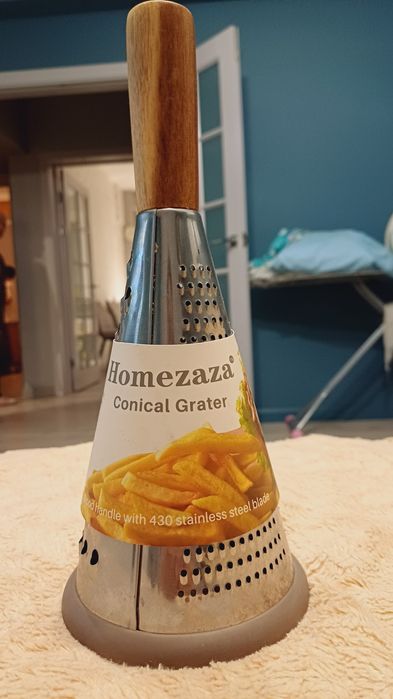 Homezaza
Conical Grater
handle with 430 stainless steel blade